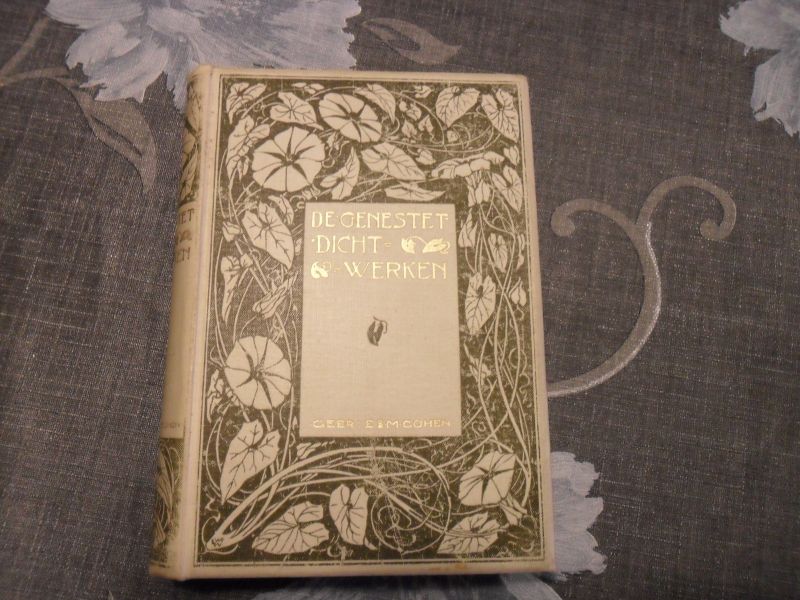 DE·GENESTET
DICHT-
-WERKEN
GEBR E&M COHEN